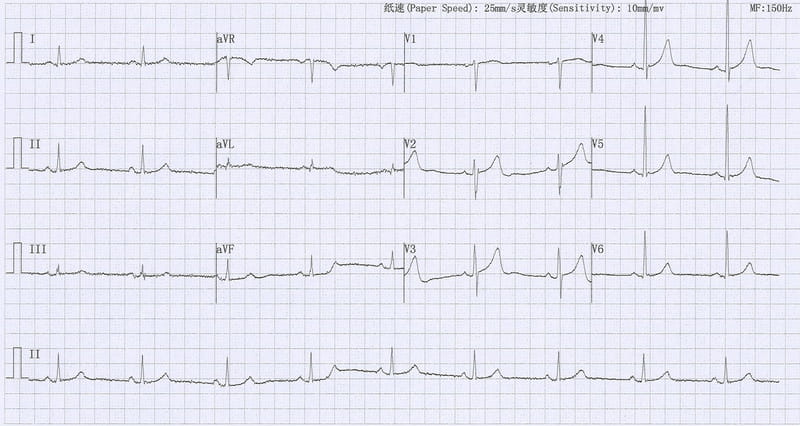 纸速(Paper Speed): 25mm/s灵敏度(Sensitivity): 10mm/mv MF:150Hz
I aVR V1 V4
II aVL V2 V5
III aVF V3 V6
II